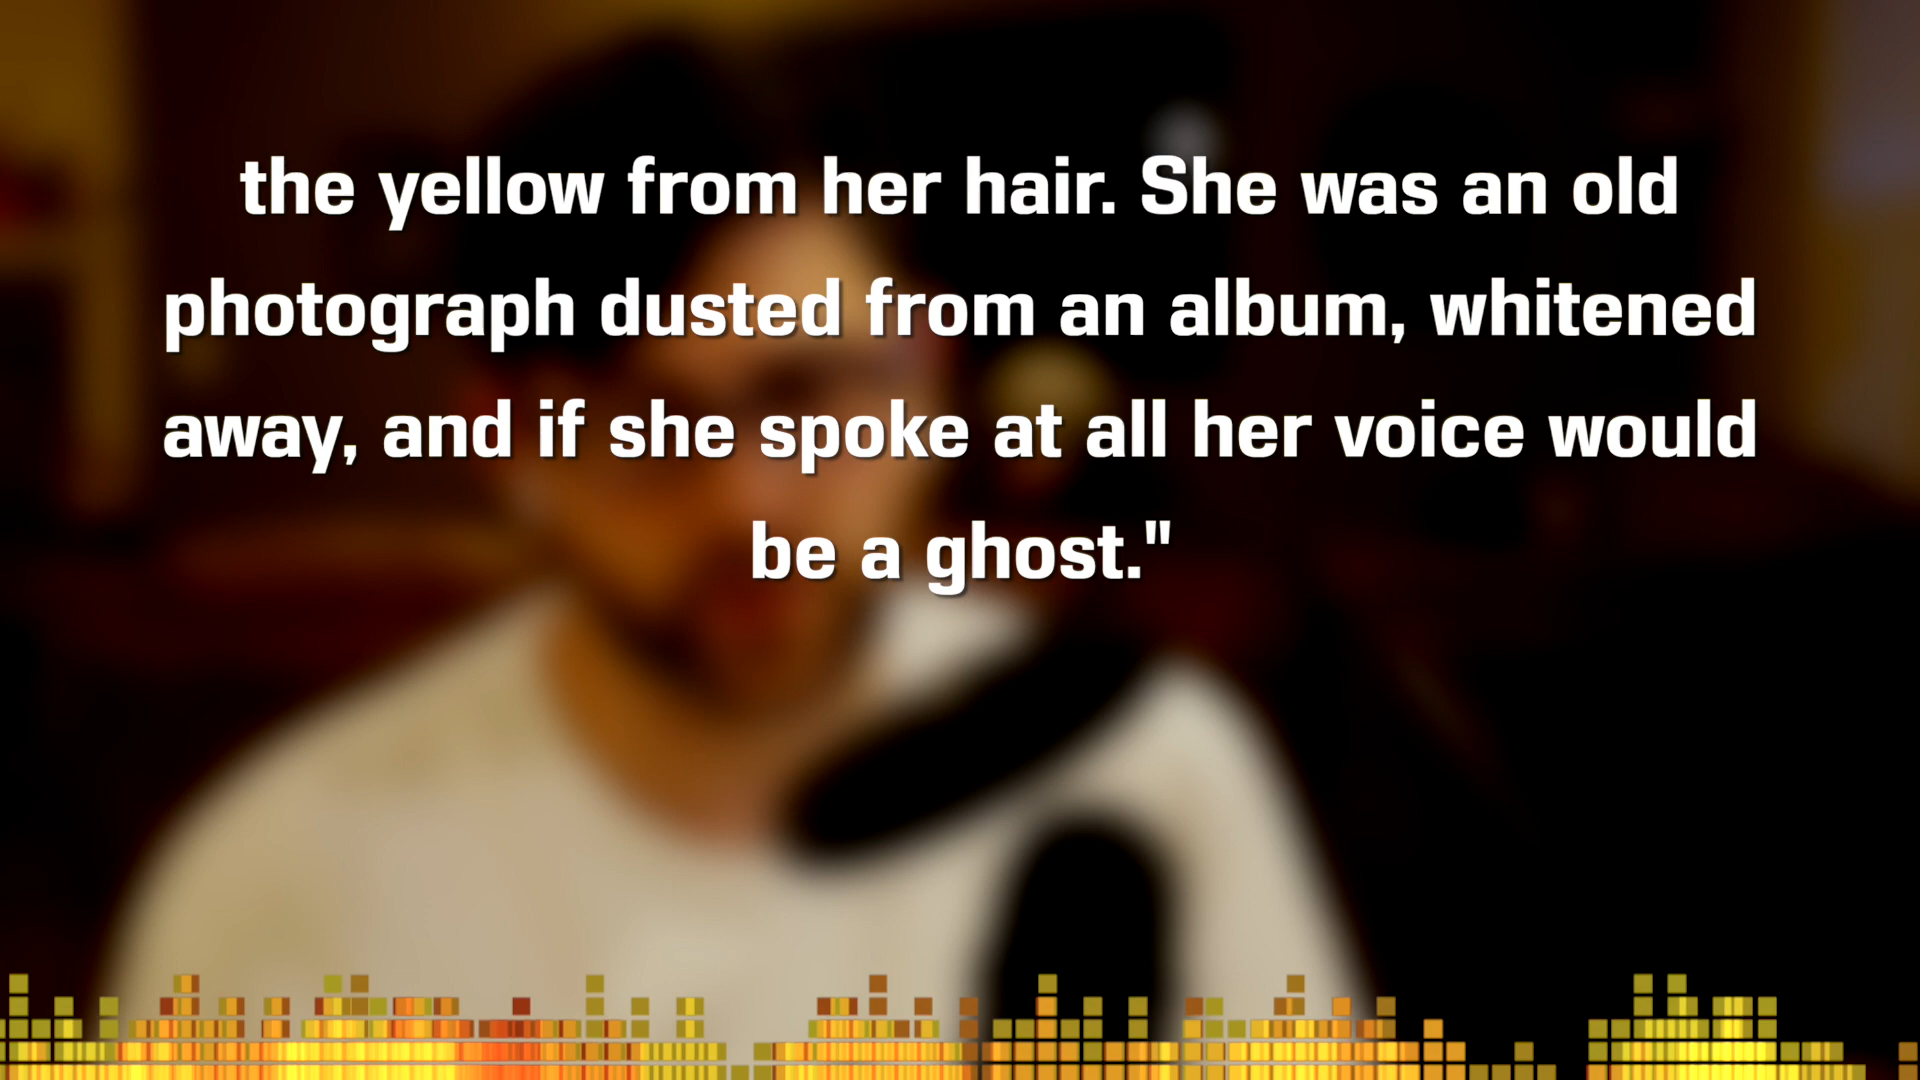 the yellow from her hair. She was an old
photograph dusted from an album, whitened
away, and if she spoke at all her voice would
be a ghost."